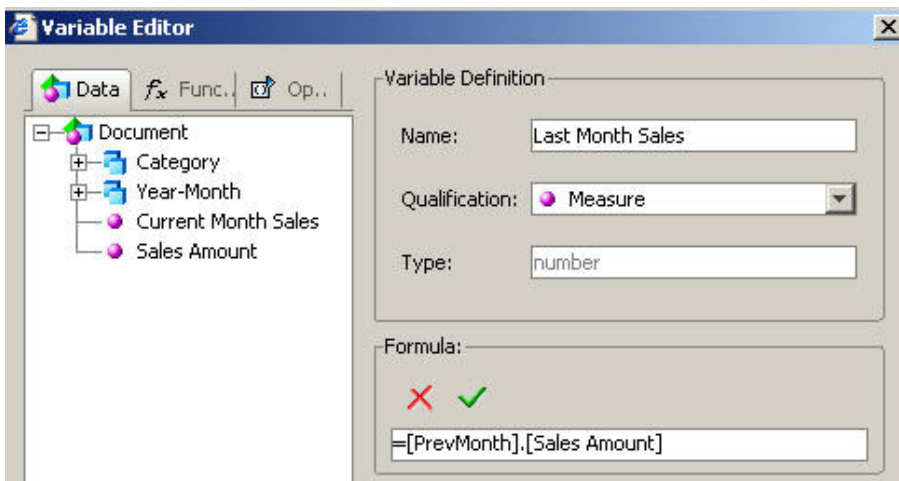 Variable Editor
Data
fx Func..
Op..
Document
Category
Year-Month
Current Month Sales
Sales Amount
Variable Definition
Name: Last Month Sales
Qualification: Measure
Type: number
Formula:
=[PrevMonth].[Sales Amount]